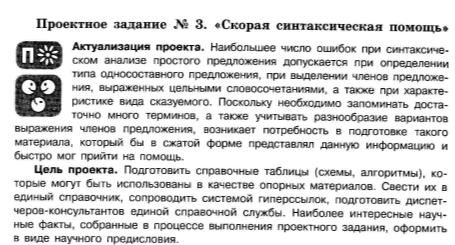 Проектное задание № 3. «Скорая синтаксическая помощь»
П
Актуализация проекта. Наибольшее число ошибок при синтаксиче-
ском анализе простого предложения допускается при определении
типа односоставного предложения, при выделении членов предложе-
ния, выраженных цельными словосочетаниями, а также при характе-
ристике вида сказуемого. Поскольку необходимо запоминать доста-
точно много терминов, а также учитывать разнообразие вариантов
выражения членов предложения, возникает потребность в подготовке такого
материала, который бы в сжатой форме представлял данную информацию и
быстро мог прийти на помощь.
Цель проекта. Подготовить справочные таблицы (схемы, алгоритмы), ко-
торые могут быть использованы в качестве опорных материалов. Свести их в
единый справочник, сопроводить системой гиперссылок, подготовить диспет-
черов-консультантов единой справочной службы. Наиболее интересные науч-
ные факты, собранные в процессе выполнения проектного задания, оформить
в виде научного предисловия.